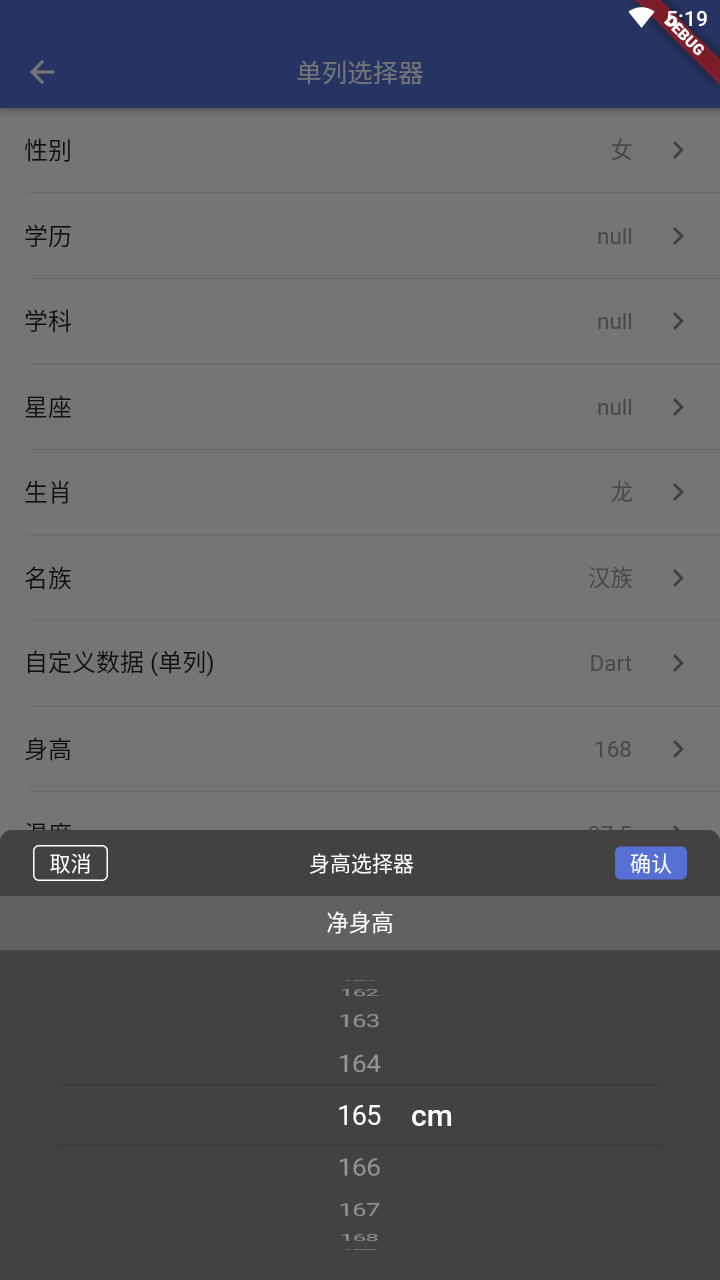 5:19
DEBUG
单列选择器
性别 女
学历 null
学科 null
星座 null
生肖 龙
名族 汉族
自定义数据 (单列) Dart
身高 168
取消 身高选择器 确认
净身高
162
163
164
165 cm
166
167
168